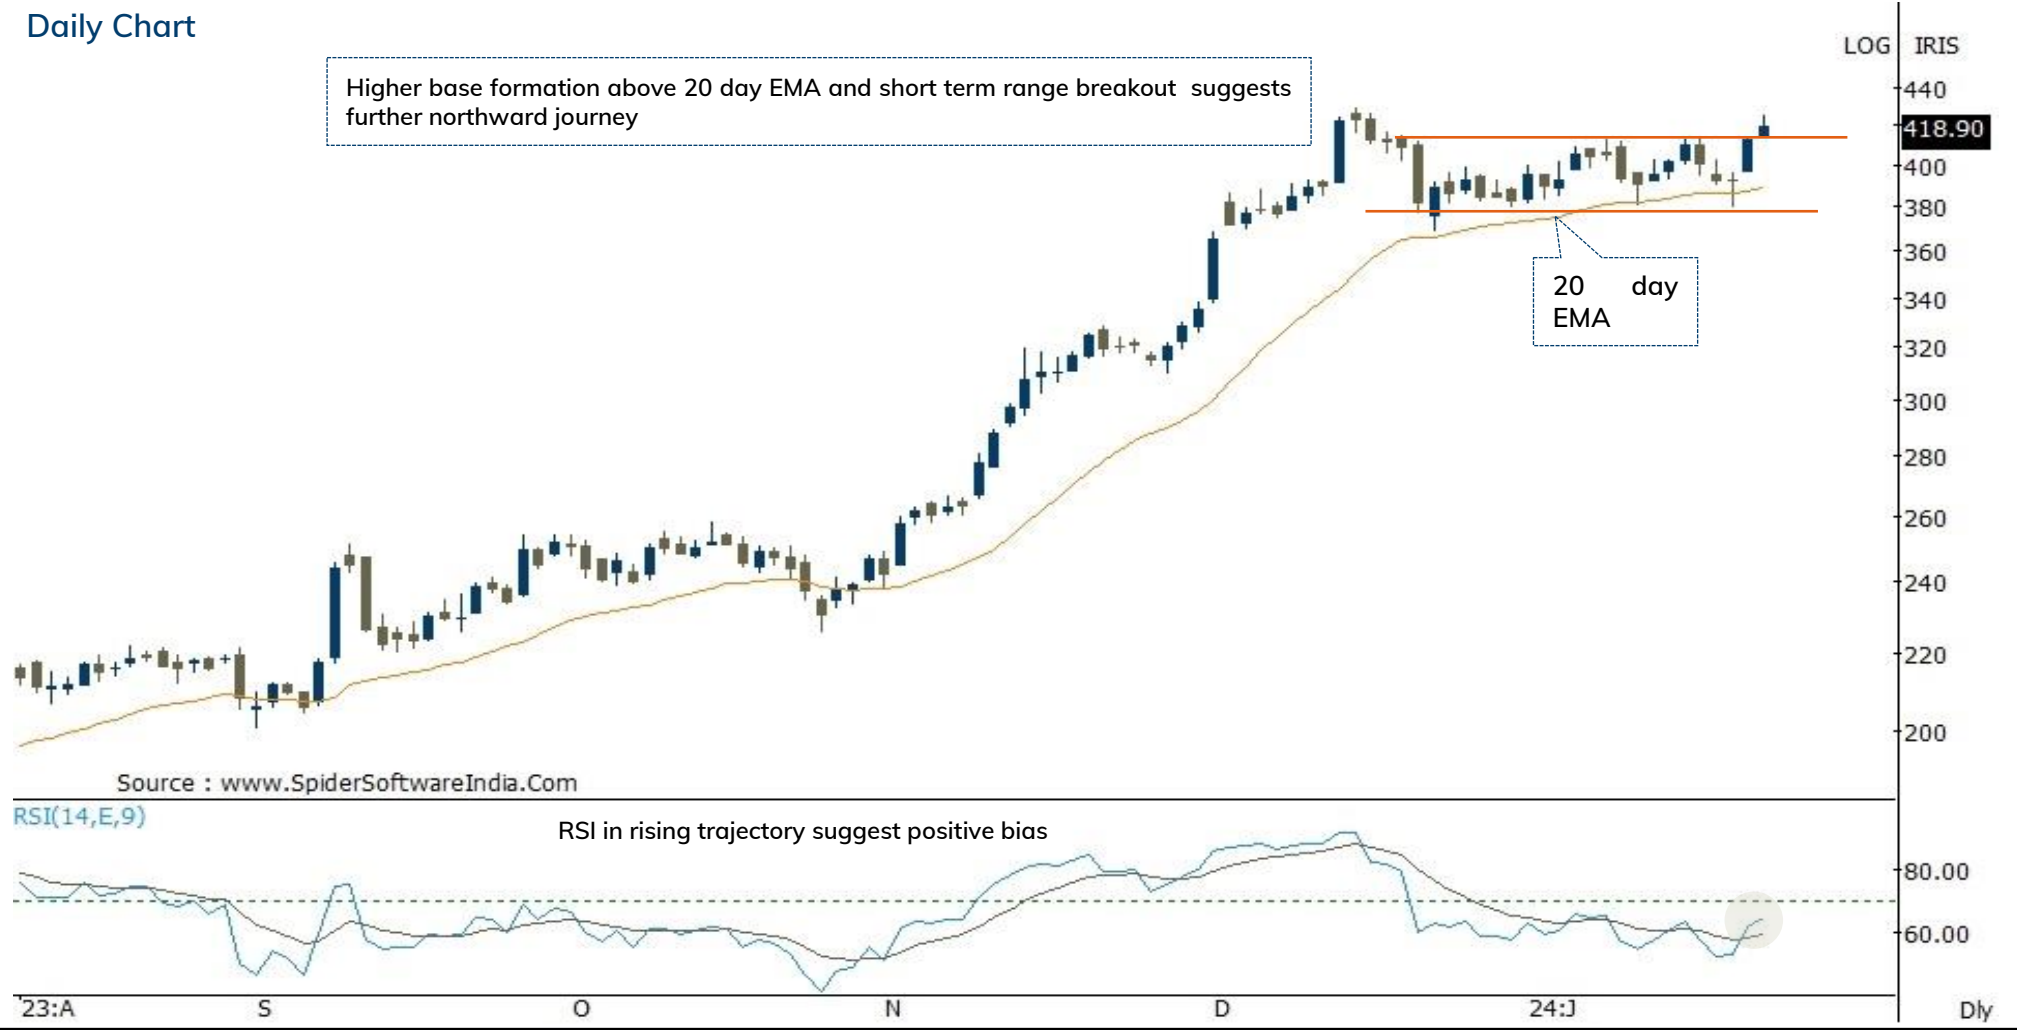 Daily Chart
LOG IRIS
Higher base formation above 20 day EMA and short term range breakout suggests
further northward journey
440
418.90
400
380
360
20 day
EMA
340
320
300
280
260
240
220
200
Source : www.SpiderSoftwareIndia.Com
RSI(14,E,9)
RSI in rising trajectory suggest positive bias
80.00
60.00
'23:A S O N D 24:J Dly